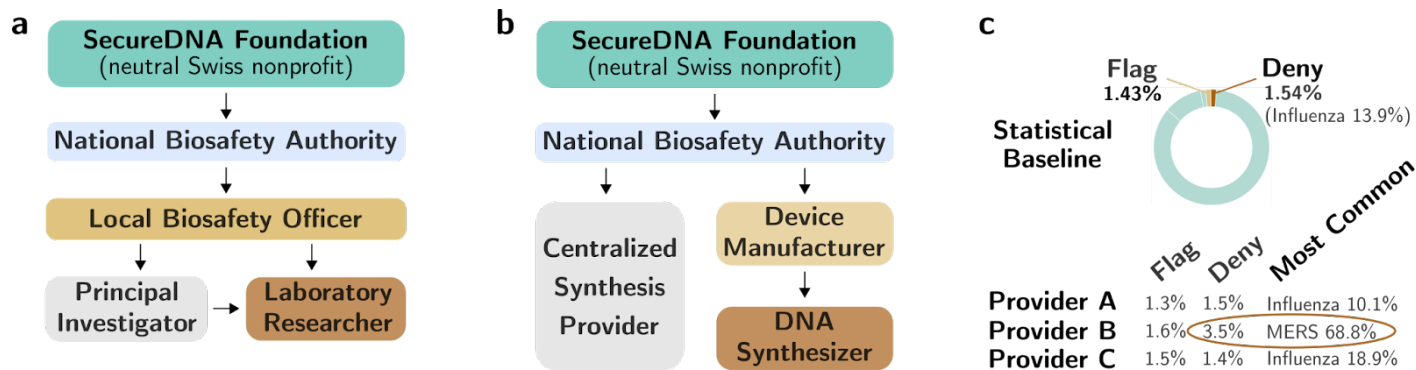 a
SecureDNA Foundation
(neutral Swiss nonprofit)
National Biosafety Authority
Local Biosafety Officer
Principal
Investigator
Laboratory
Researcher
b
SecureDNA Foundation
(neutral Swiss nonprofit)
National Biosafety Authority
Centralized
Synthesis
Provider
Device
Manufacturer
DNA
Synthesizer
c
Flag
1.43%
Deny
1.54%
(Influenza 13.9%)
Statistical
Baseline
Flag Deny Most Common
Provider A 1.3% 1.5% Influenza 10.1%
Provider B 1.6% 3.5% MERS 68.8%
Provider C 1.5% 1.4% Influenza 18.9%